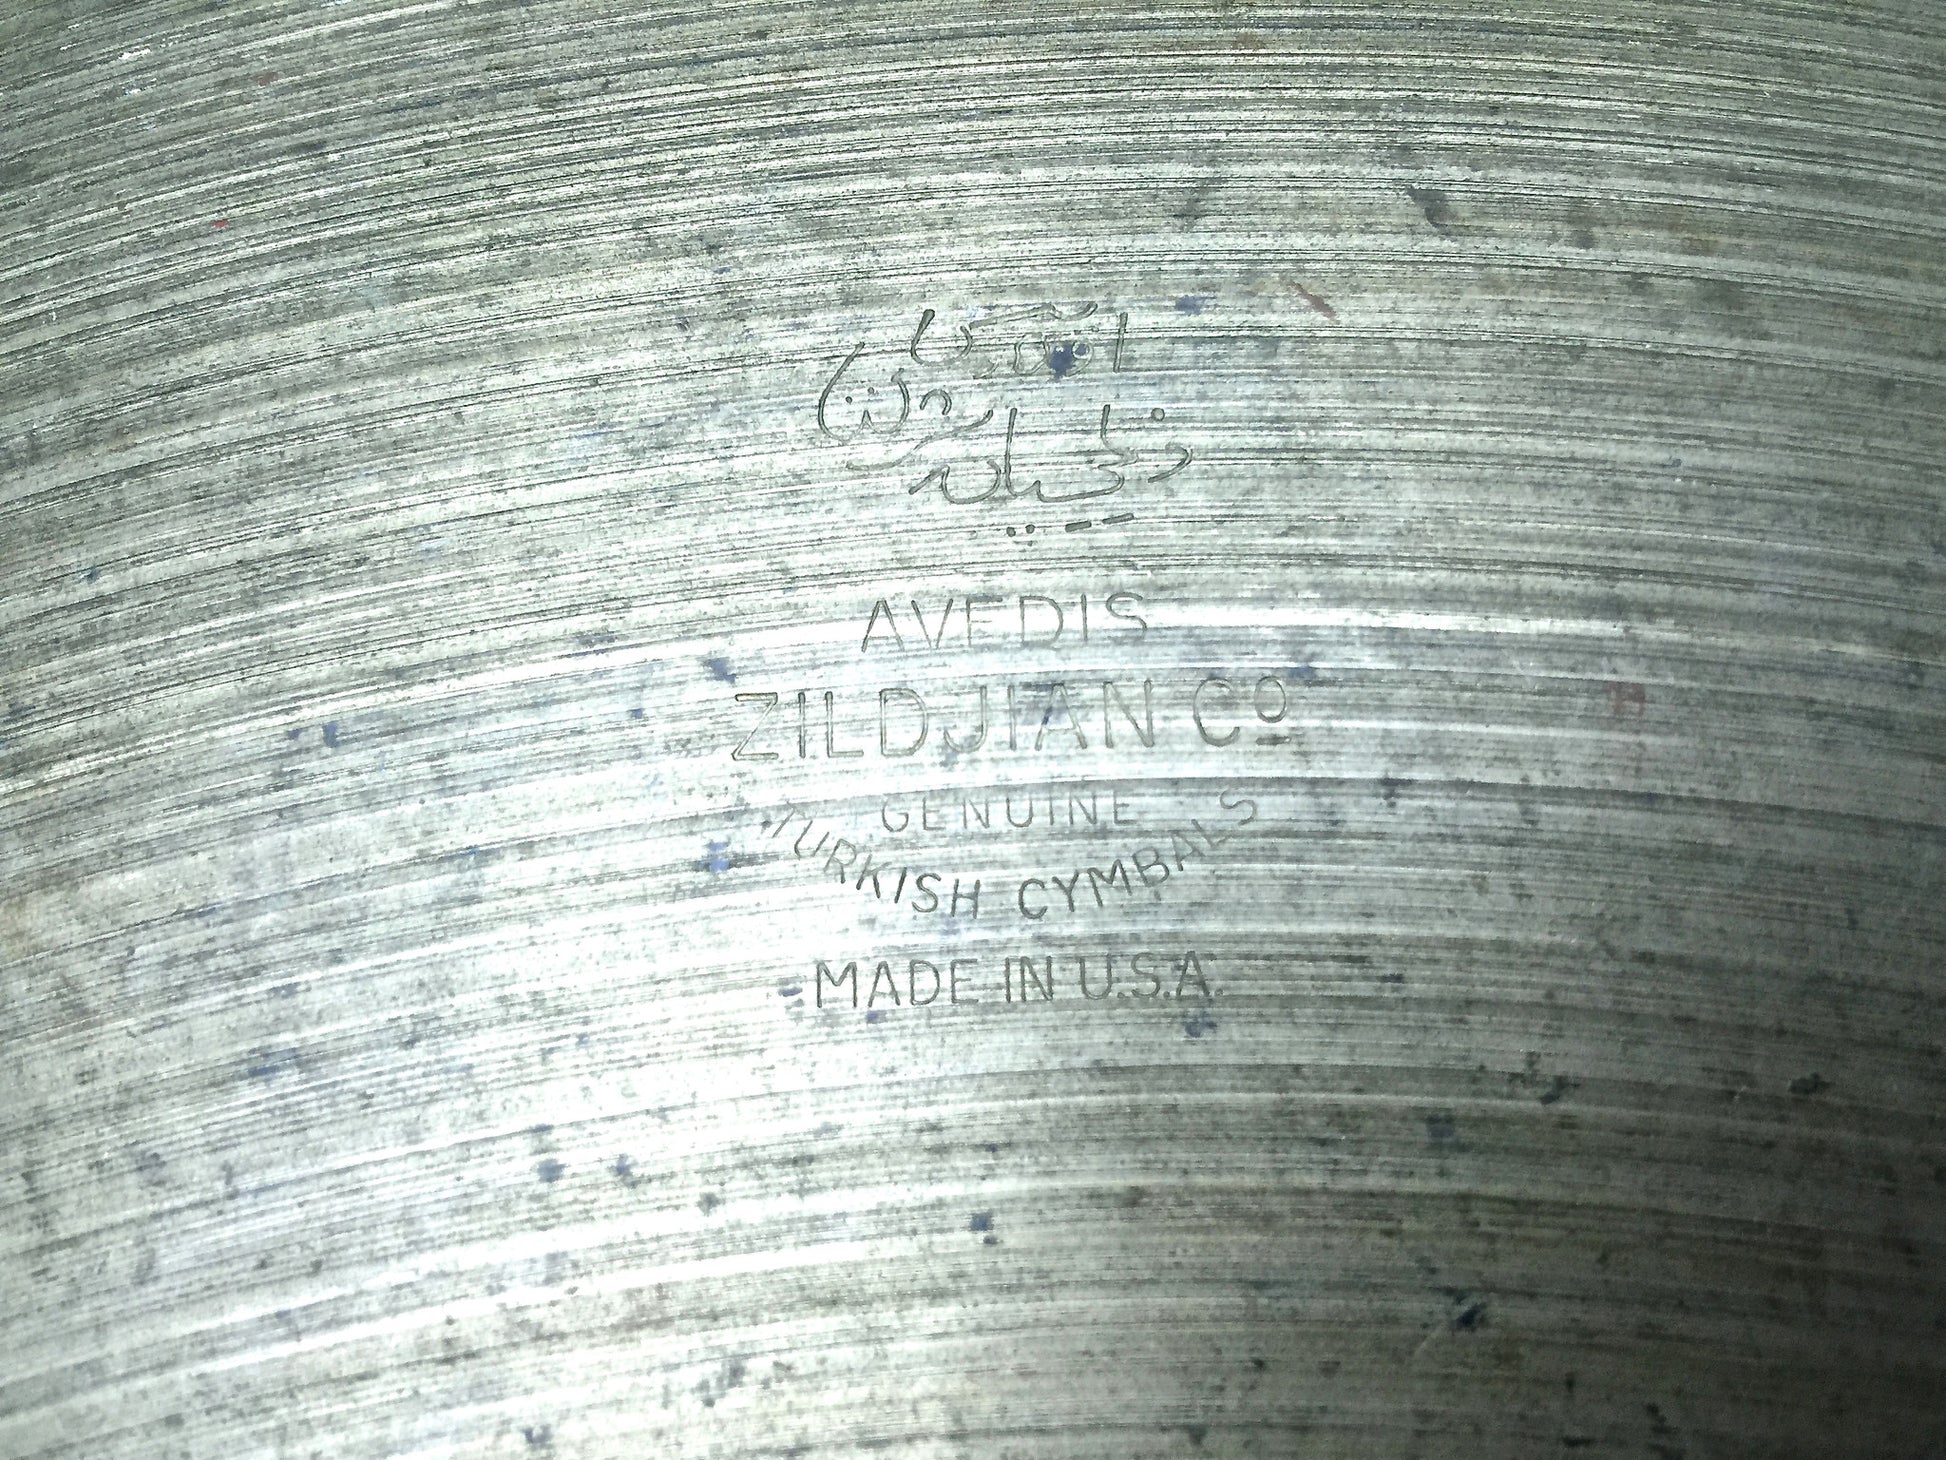 AVEDIS
ZILDJIAN Cº
GENUINE
TURKISH CYMBALS
MADE IN U.S.A.